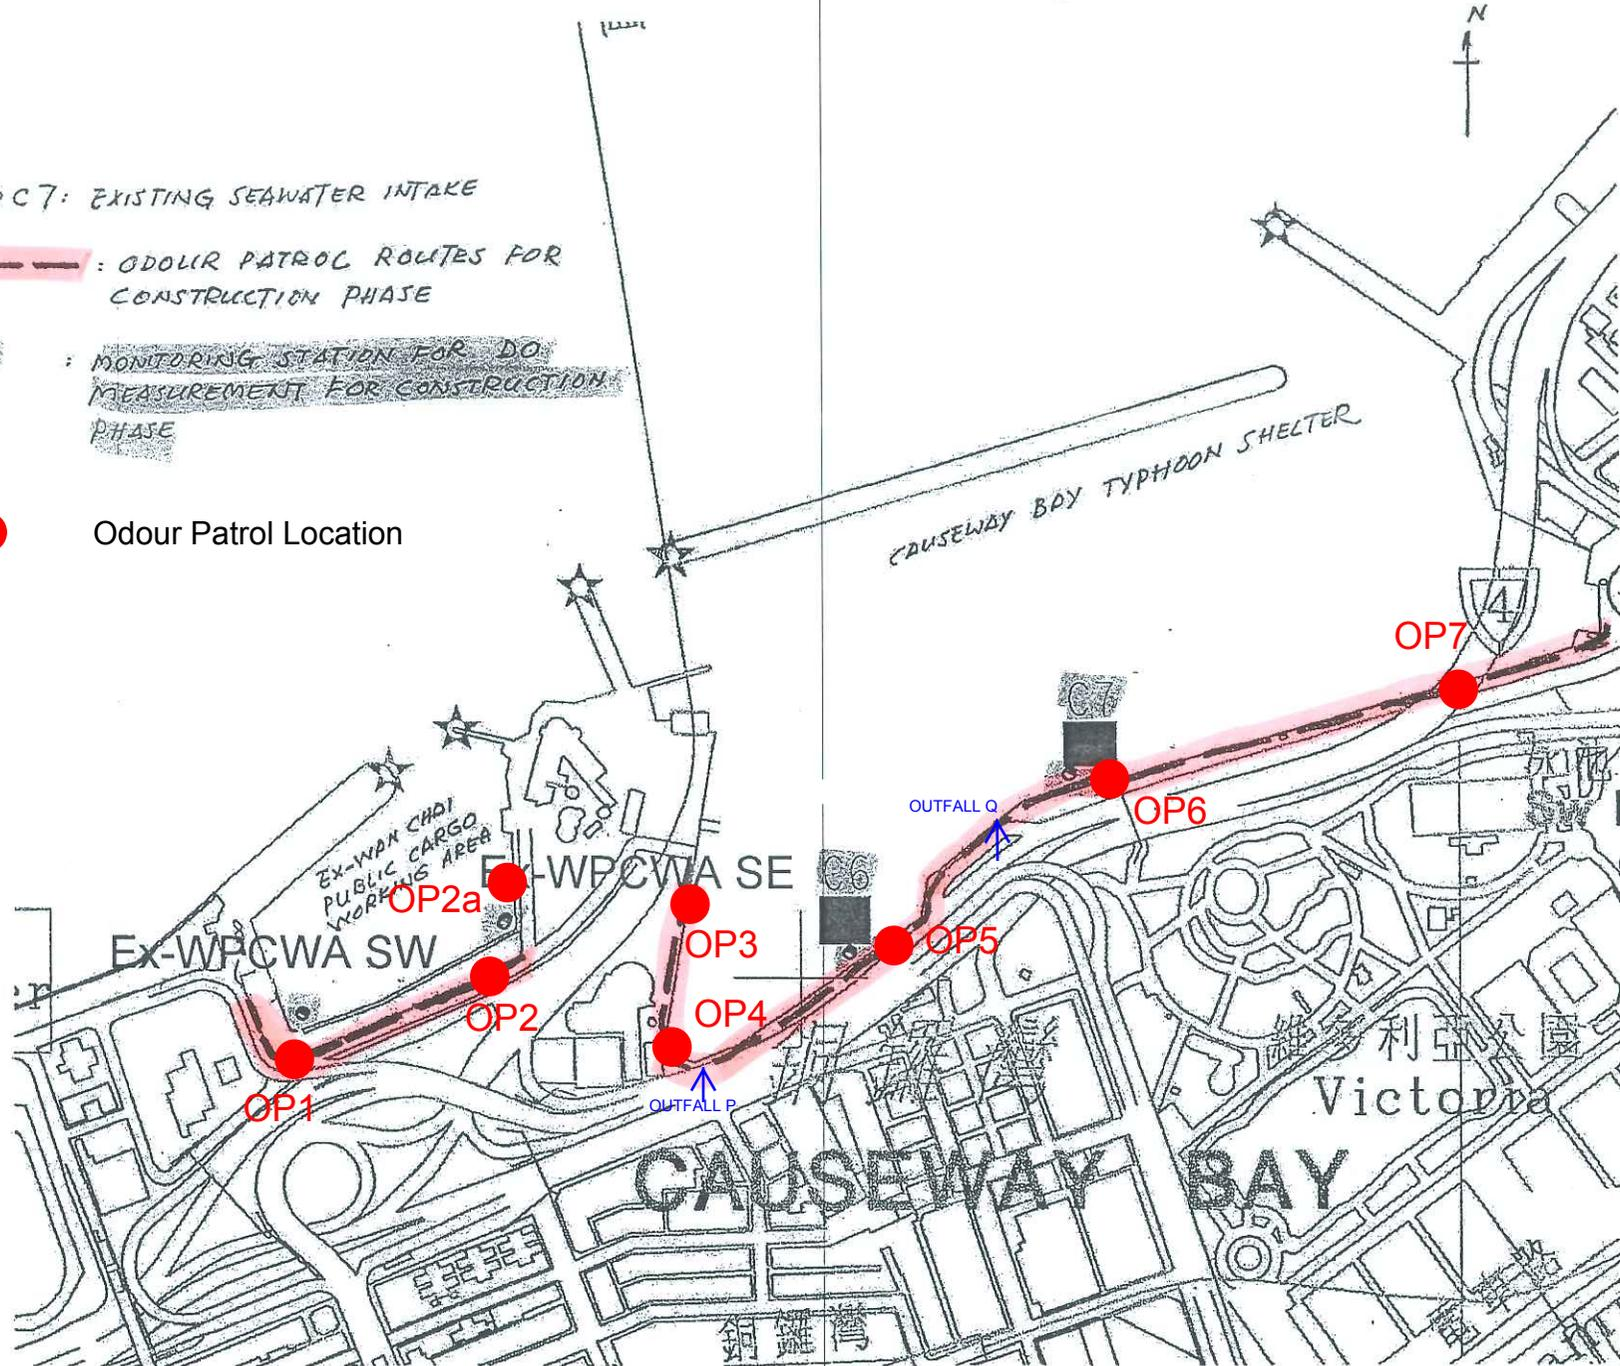 N
C7: EXISTING SEAWATER INTAKE
: ODOUR PATROL ROUTES FOR
CONSTRUCTION PHASE
: MONITORING STATION FOR DO
MEASUREMENT FOR CONSTRUCTION
PHASE
Odour Patrol Location
CAUSEWAY BAY TYPHOON SHELTER
4
OP7
C7
OP6
OUTFALL Q
EX-WAN CHAI
PUBLIC CARGO
WORKING AREA
Ex-WPCWA SE
C6
OP2a
OP3
OP5
Ex-WPCWA SW
OP2
OP4
OP1
OUTFALL P
維多利亞公園
Victoria
CAUSEWAY BAY
銅鑼灣